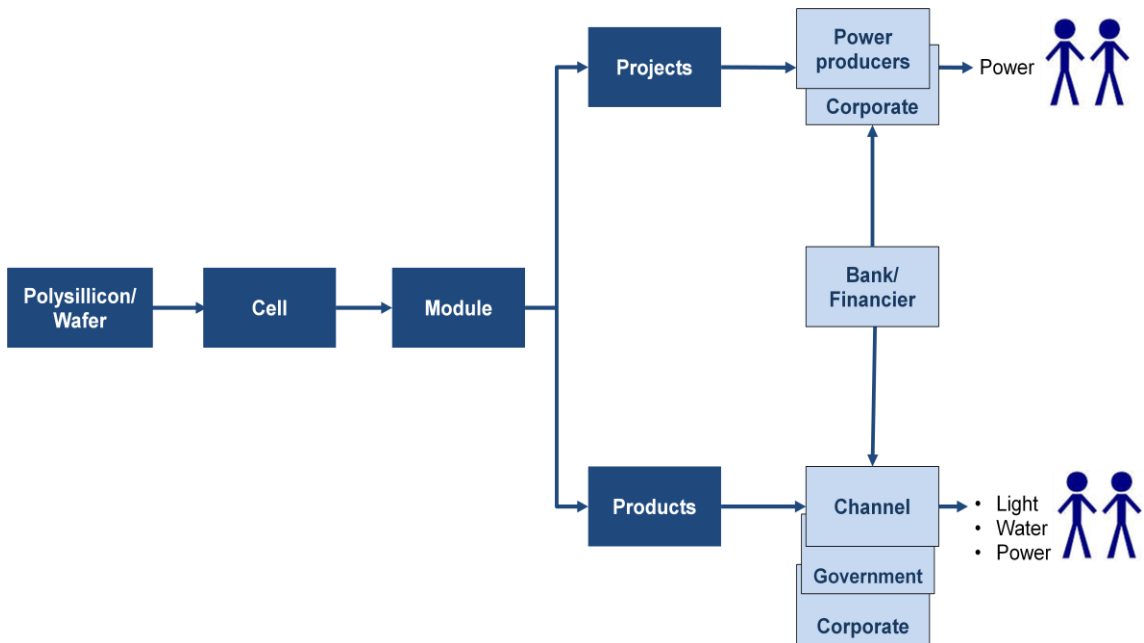 Projects
Power
producers
Corporate
Power
Polysillicon/
Wafer
Cell
Module
Bank/
Financier
Products
Channel
Government
Corporate
• Light
• Water
• Power